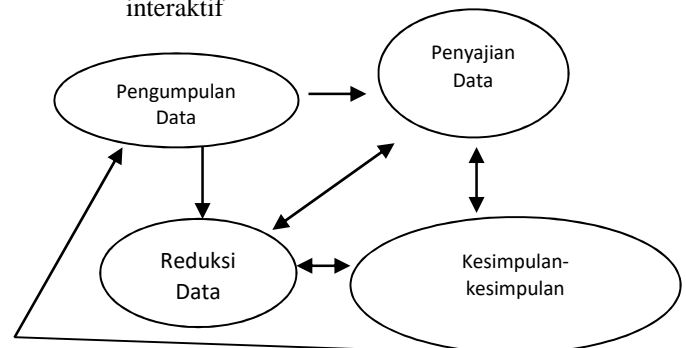 interaktif
Penyajian
Data
Pengumpulan
Data
Reduksi
Data
Kesimpulan-
kesimpulan